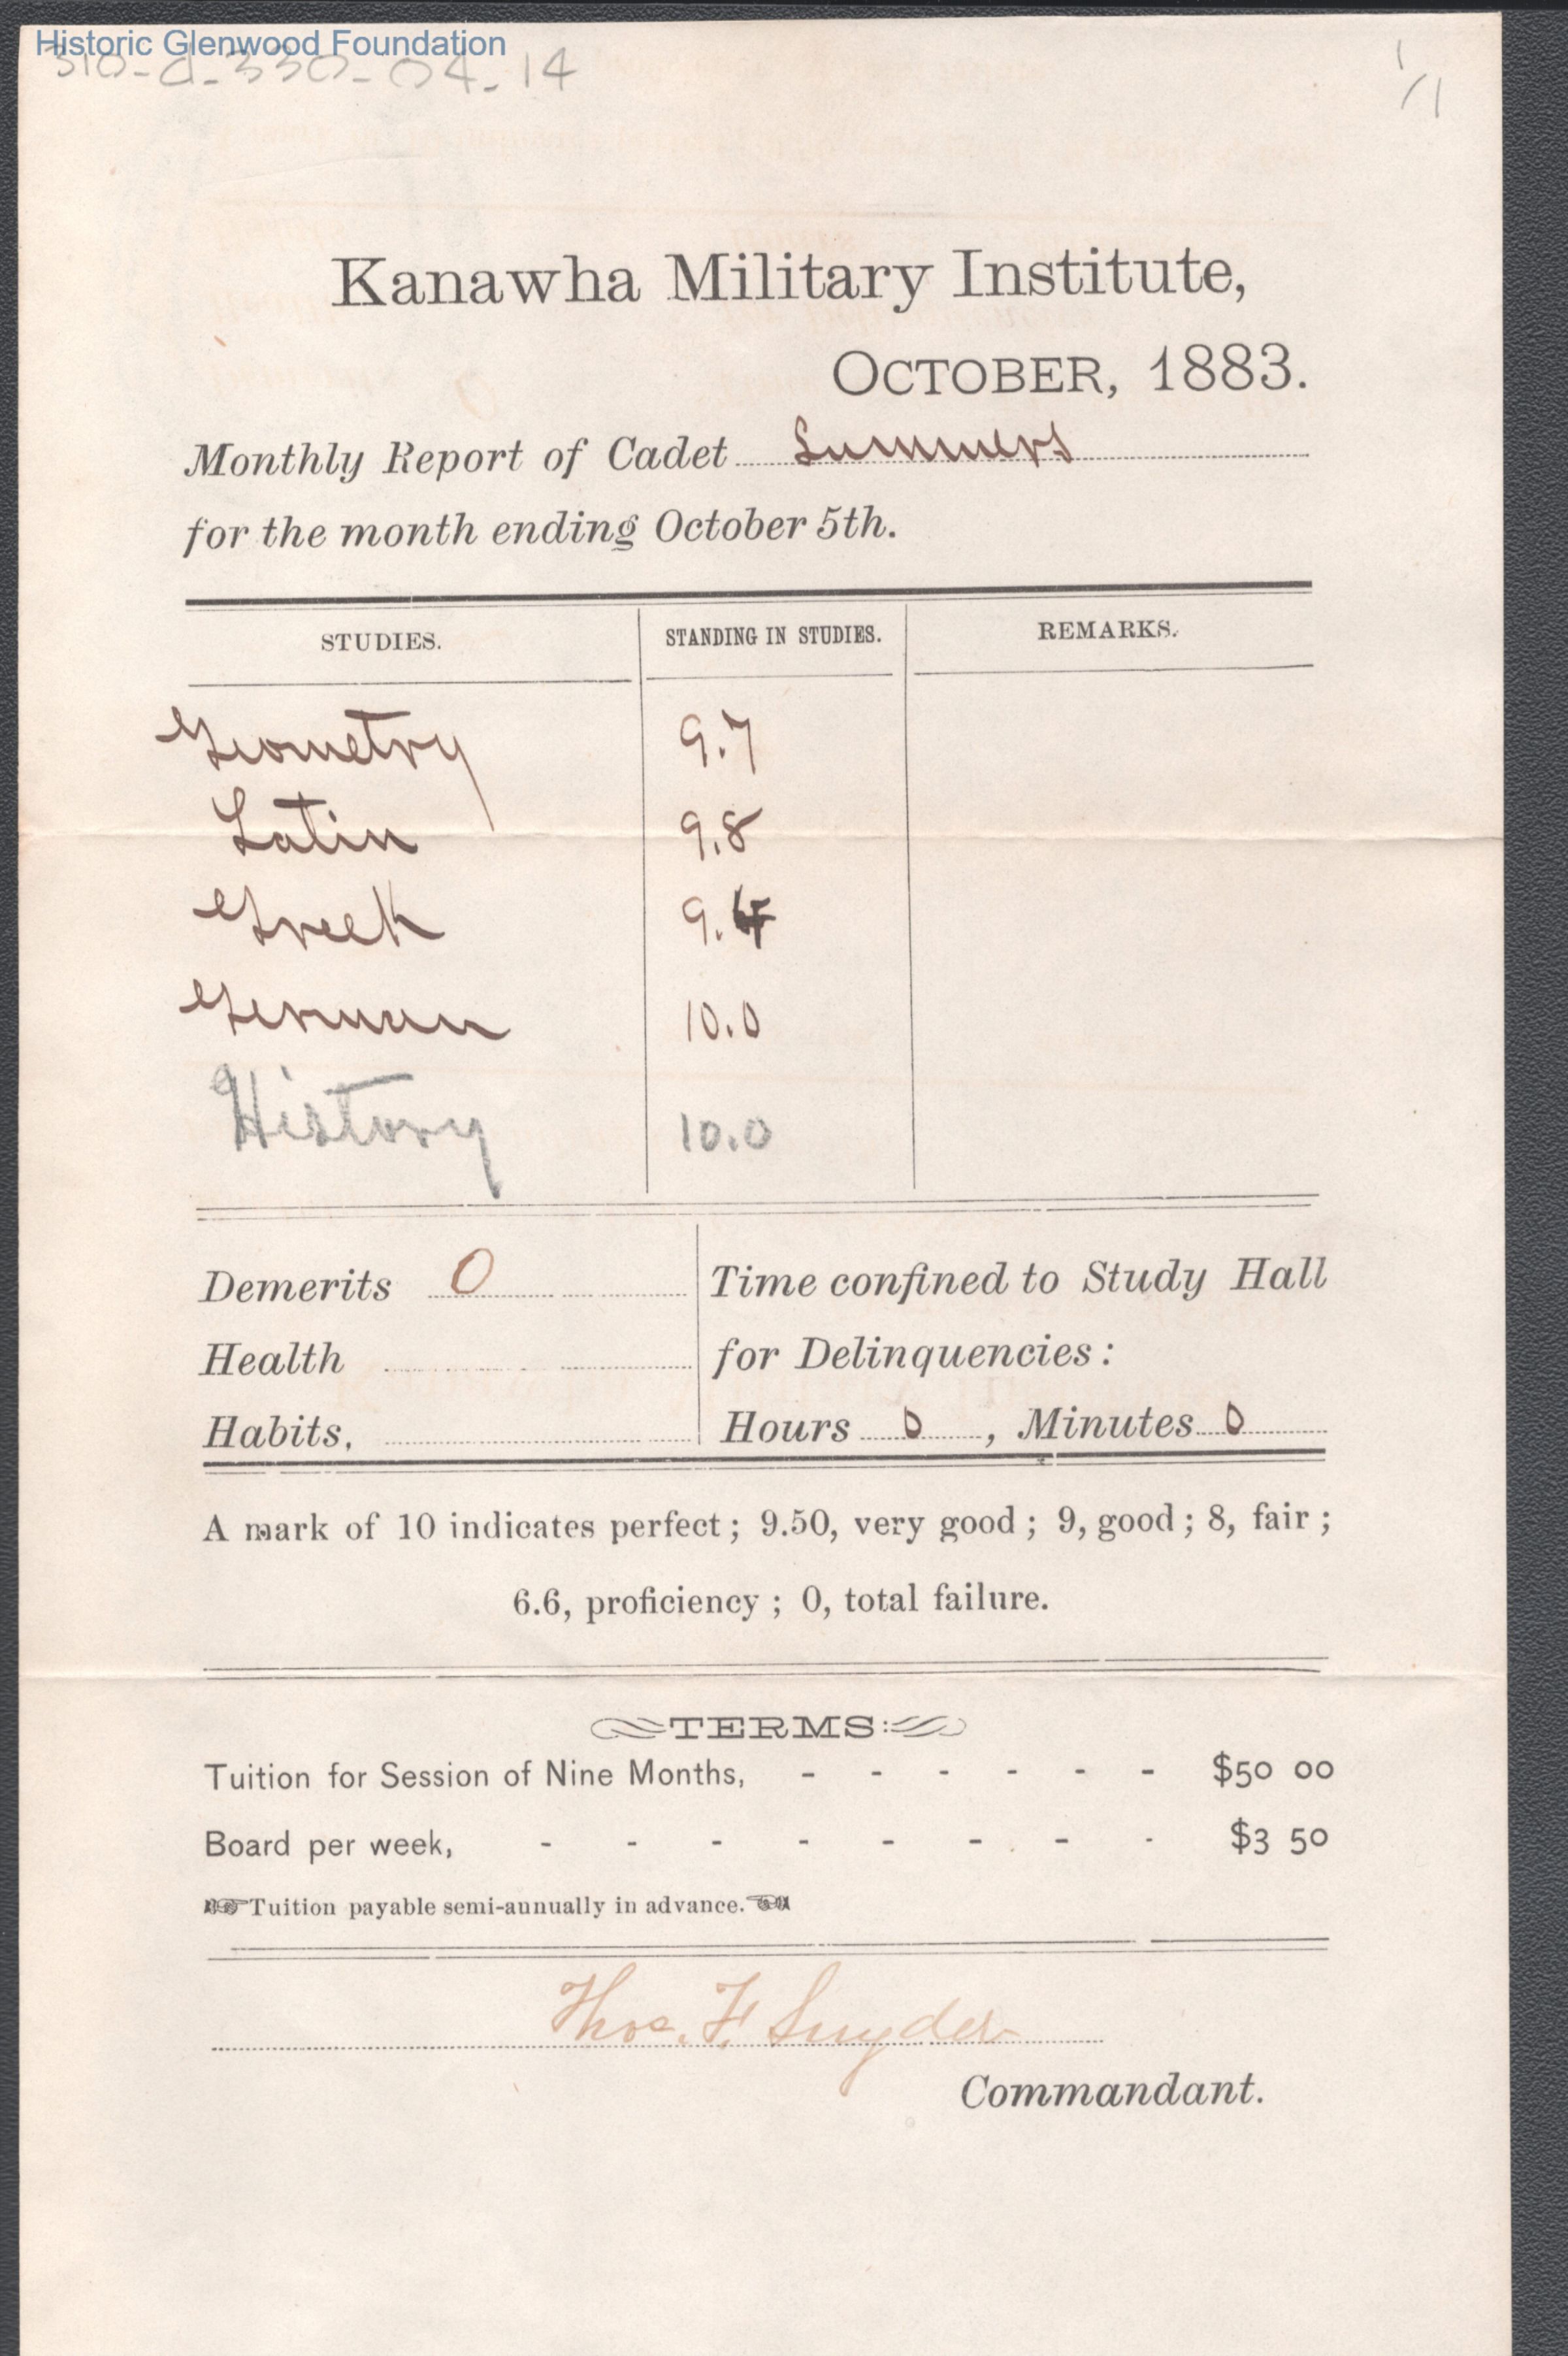 Historic Glenwood Foundation
310-d-330-04-14
1/1
Kanawha Military Institute,
OCTOBER, 1883.
Monthly Report of Cadet Summers
for the month ending October 5th.
STUDIES. STANDING IN STUDIES. REMARKS.
Geometry 9.7
Latin 9.8
Greek 9.4
German 10.0
History 10.0
Demerits 0 Time confined to Study Hall
Health for Delinquencies:
Habits, Hours 0, Minutes 0
A mark of 10 indicates perfect; 9.50, very good; 9, good; 8, fair;
6.6, proficiency; 0, total failure.
TERMS:
Tuition for Session of Nine Months, - - - - - - $50 00
Board per week, - - - - - - - - $3 50
☞Tuition payable semi-annually in advance.☜
Thos. F. Snyder
Commandant.